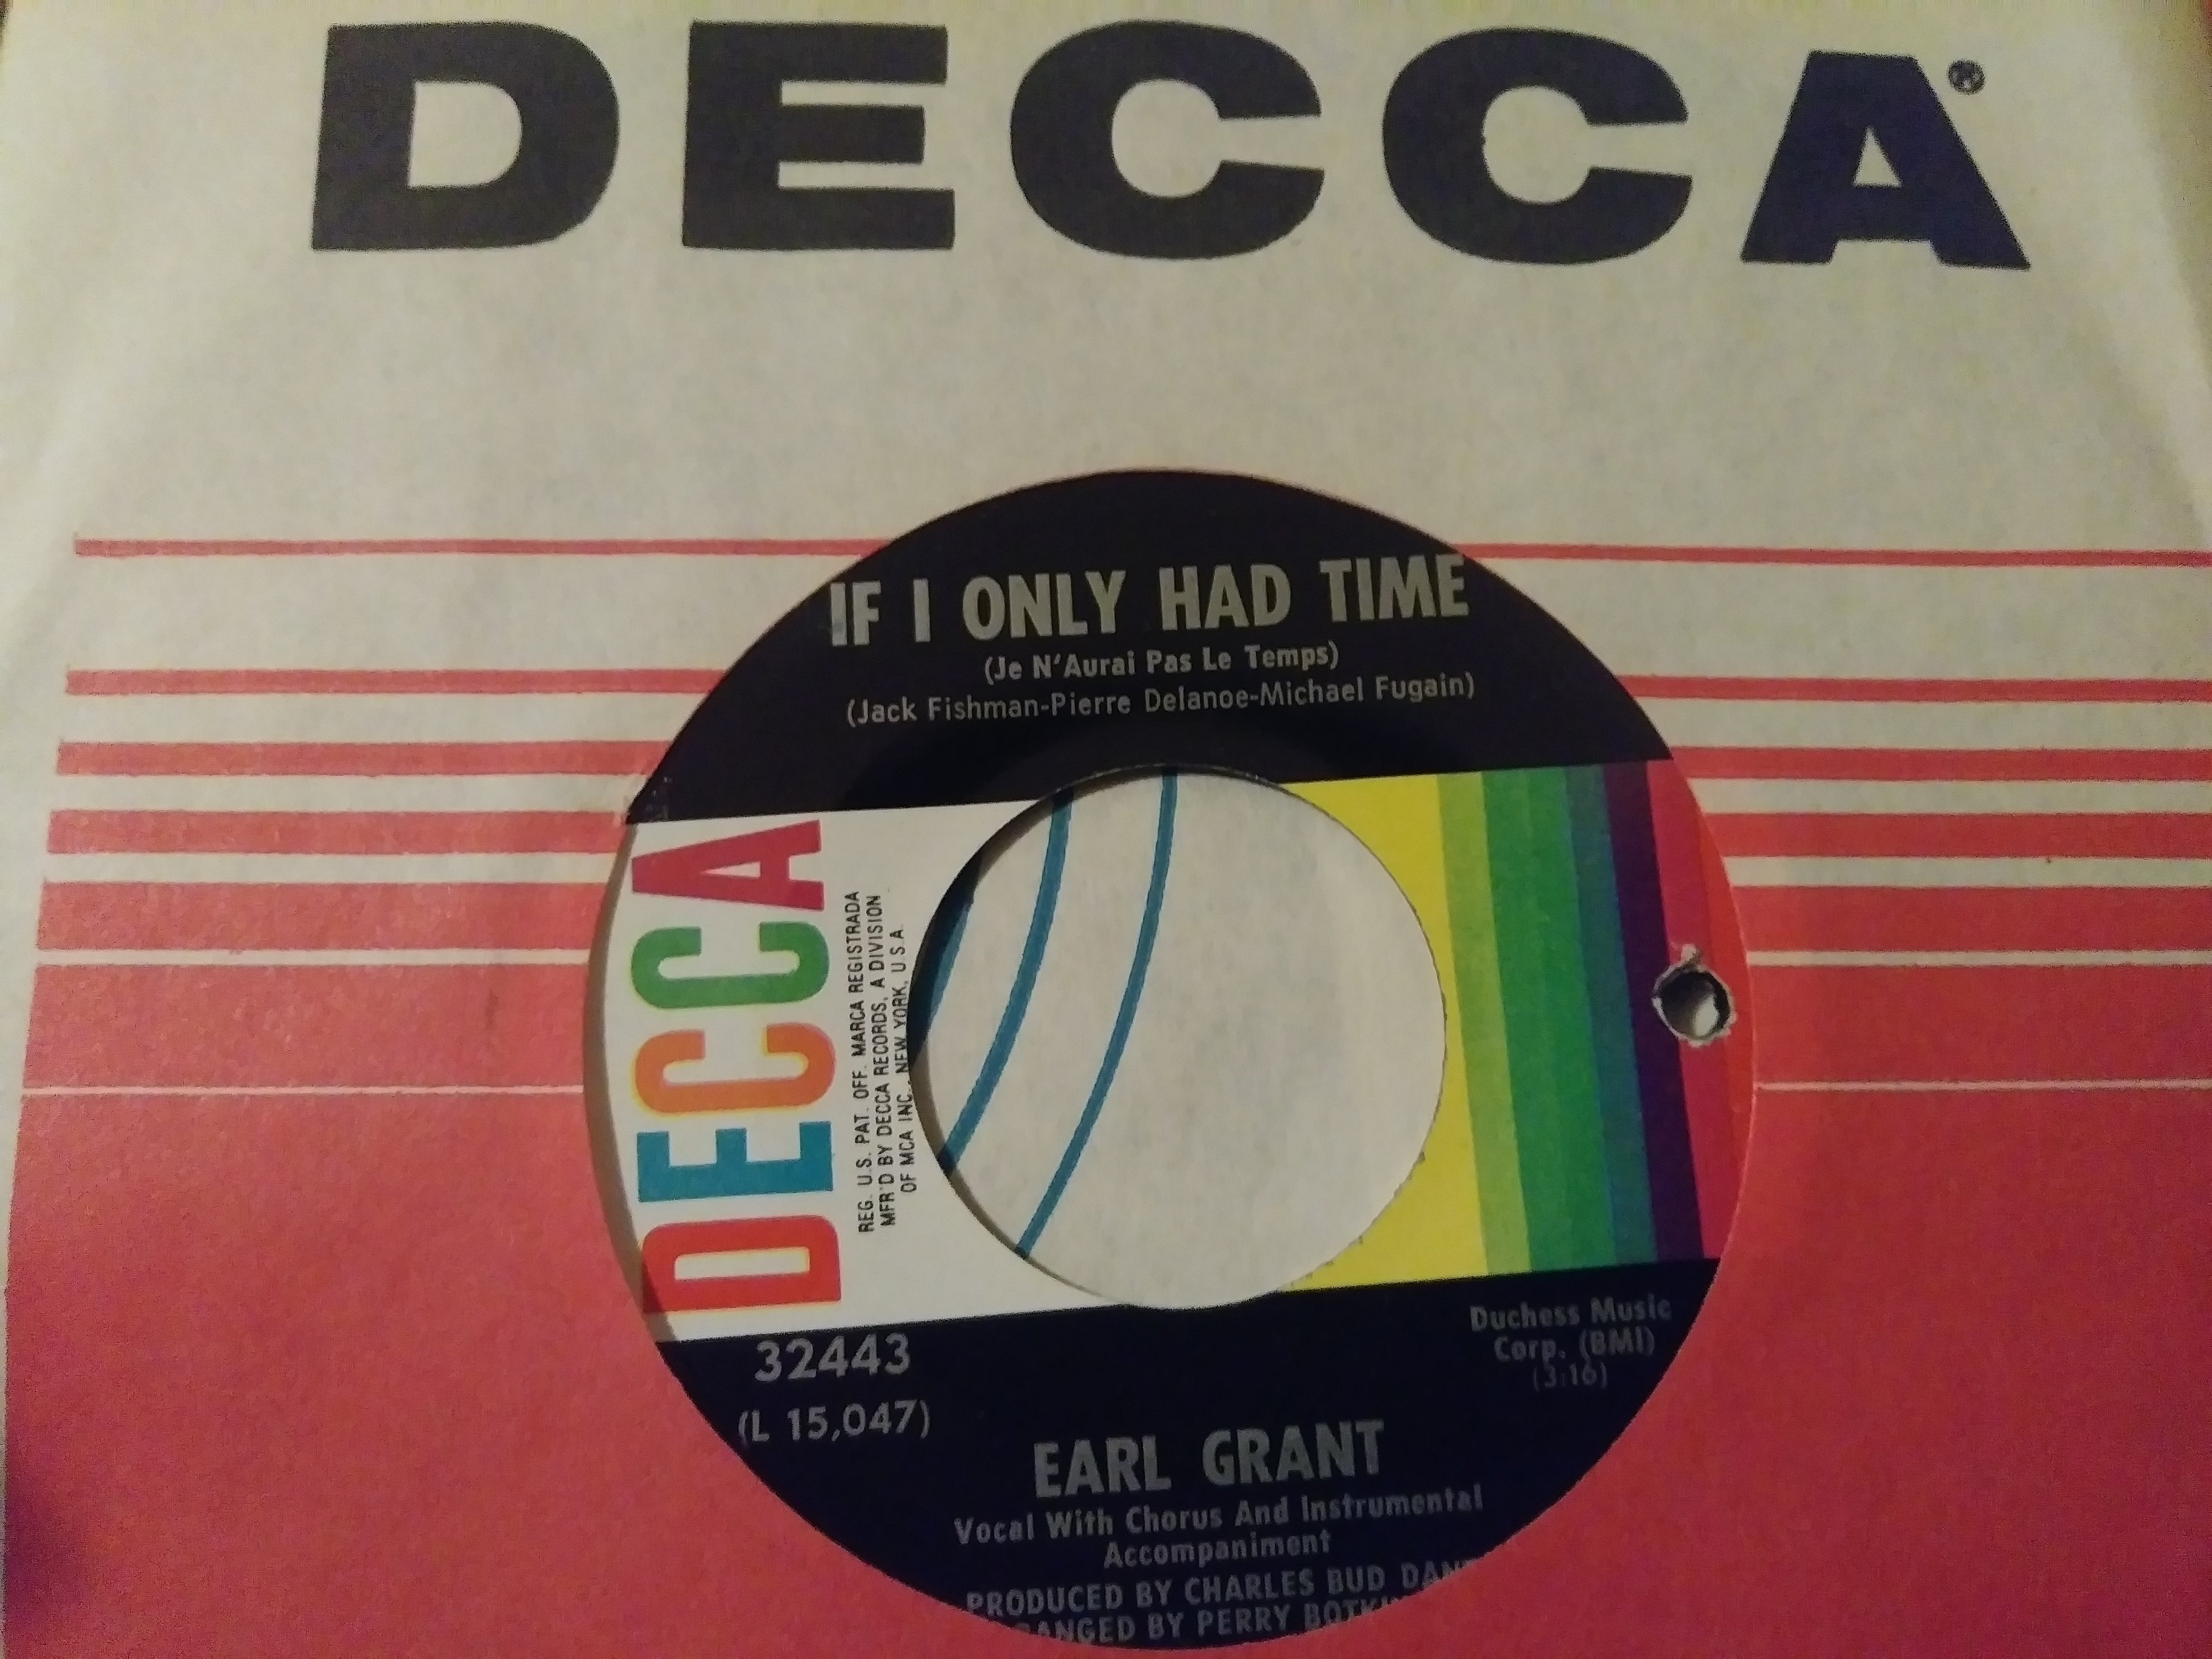 DECCA®
IF I ONLY HAD TIME
(Je N'Aurai Pas Le Temps)
(Jack Fishman-Pierre Delanoe-Michael Fugain)
DECCA
REG. U.S. PAT. OFF. MARCA REGISTRADA
MFR'D BY DECCA RECORDS, A DIVISION
OF MCA INC., NEW YORK, U.S.A.
32443
(L 15,047)
Duchess Music
Corp. (BMI)
(3:16)
EARL GRANT
Vocal With Chorus And Instrumental
Accompaniment
PRODUCED BY CHARLES BUD
BY PERRY